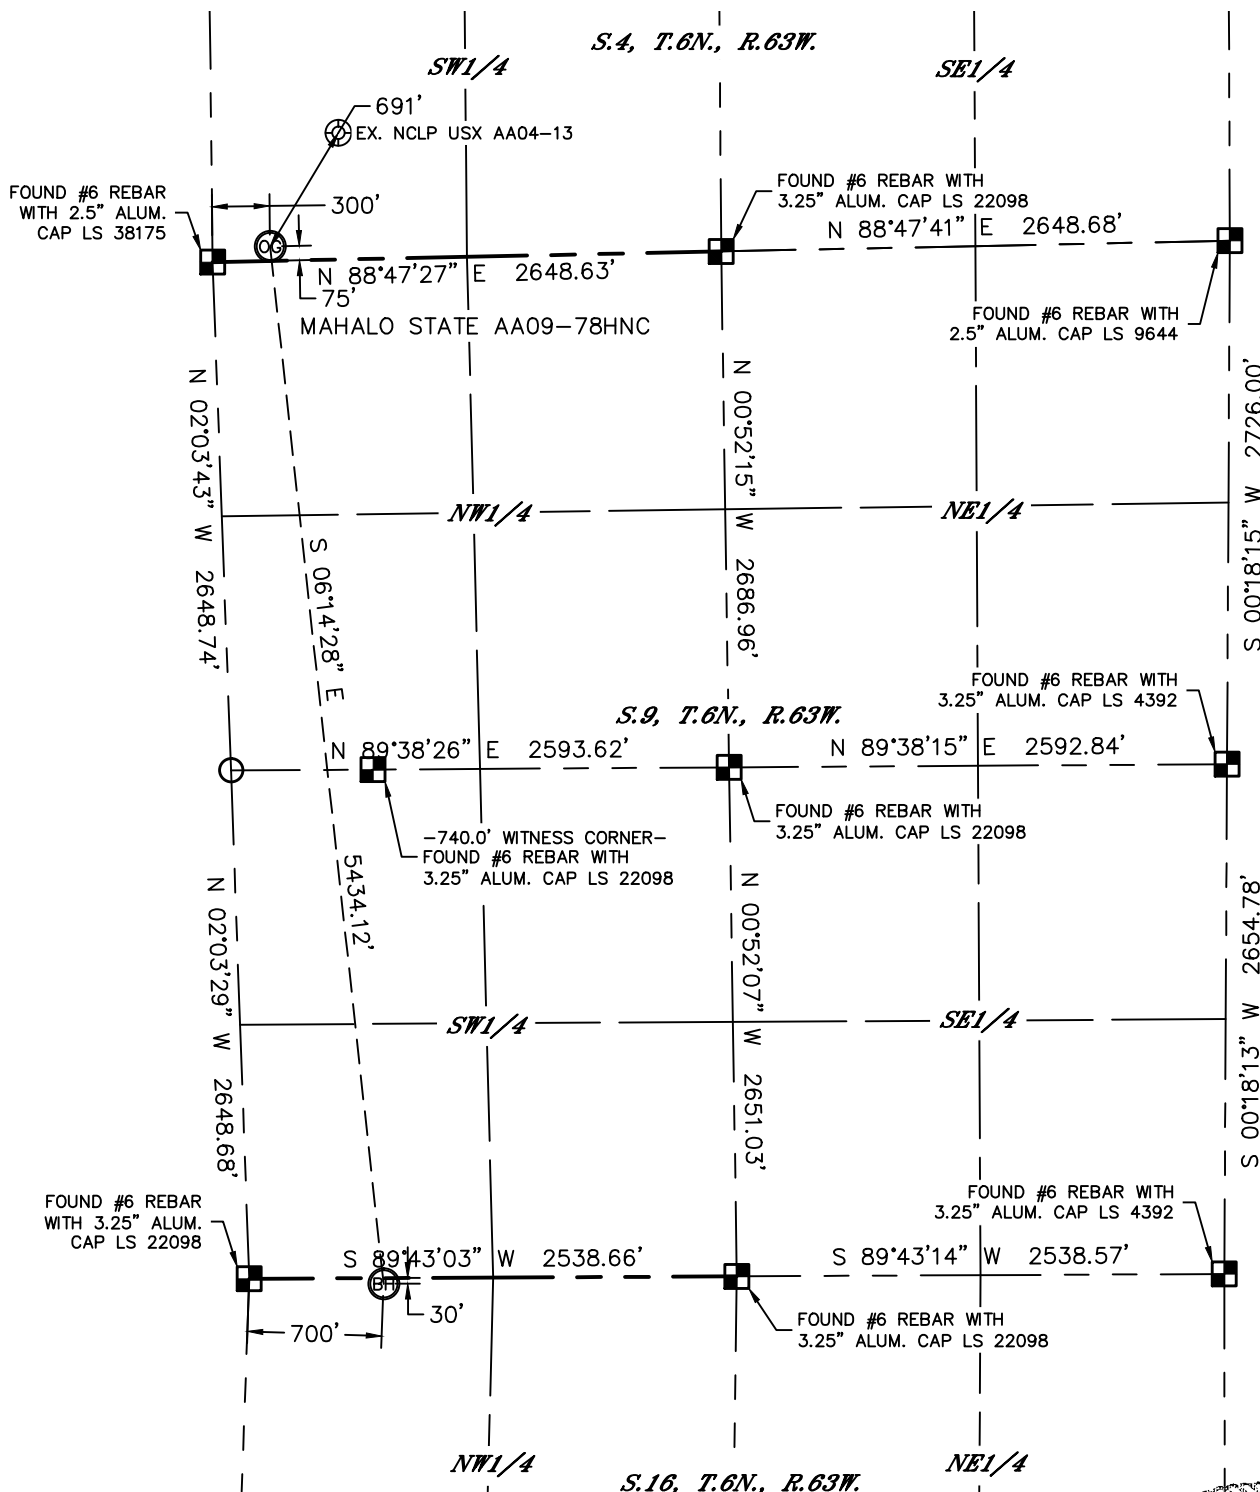 S.4, T.6N., R.63W.
SW1/4
SE1/4
691'
EX. NCLP USX AA04-13
FOUND #6 REBAR
WITH 2.5" ALUM.
CAP LS 38175
300'
FOUND #6 REBAR WITH
3.25" ALUM. CAP LS 22098
N 88°47'41" E 2648.68'
OG
N 88°47'27" E 2648.63'
75'
MAHALO STATE AA09-78HNC
FOUND #6 REBAR WITH
2.5" ALUM. CAP LS 9644
N 02°03'43" W 2648.74'
N 00°52'15" W 2686.96'
S 00°18'15" W 2726.00'
NW1/4
NE1/4
S 06°14'28" E 5434.12'
S.9, T.6N., R.63W.
FOUND #6 REBAR WITH
3.25" ALUM. CAP LS 4392
N 89°38'26" E 2593.62'
N 89°38'15" E 2592.84'
-740.0' WITNESS CORNER-
FOUND #6 REBAR WITH
3.25" ALUM. CAP LS 22098
FOUND #6 REBAR WITH
3.25" ALUM. CAP LS 22098
N 02°03'29" W 2648.68'
N 00°52'07" W 2651.03'
S 00°18'13" W 2654.78'
SW1/4
SE1/4
FOUND #6 REBAR
WITH 3.25" ALUM.
CAP LS 22098
FOUND #6 REBAR WITH
3.25" ALUM. CAP LS 4392
S 89°43'03" W 2538.66'
S 89°43'14" W 2538.57'
BH
30'
700'
FOUND #6 REBAR WITH
3.25" ALUM. CAP LS 22098
NW1/4
NE1/4
S.16, T.6N., R.63W.